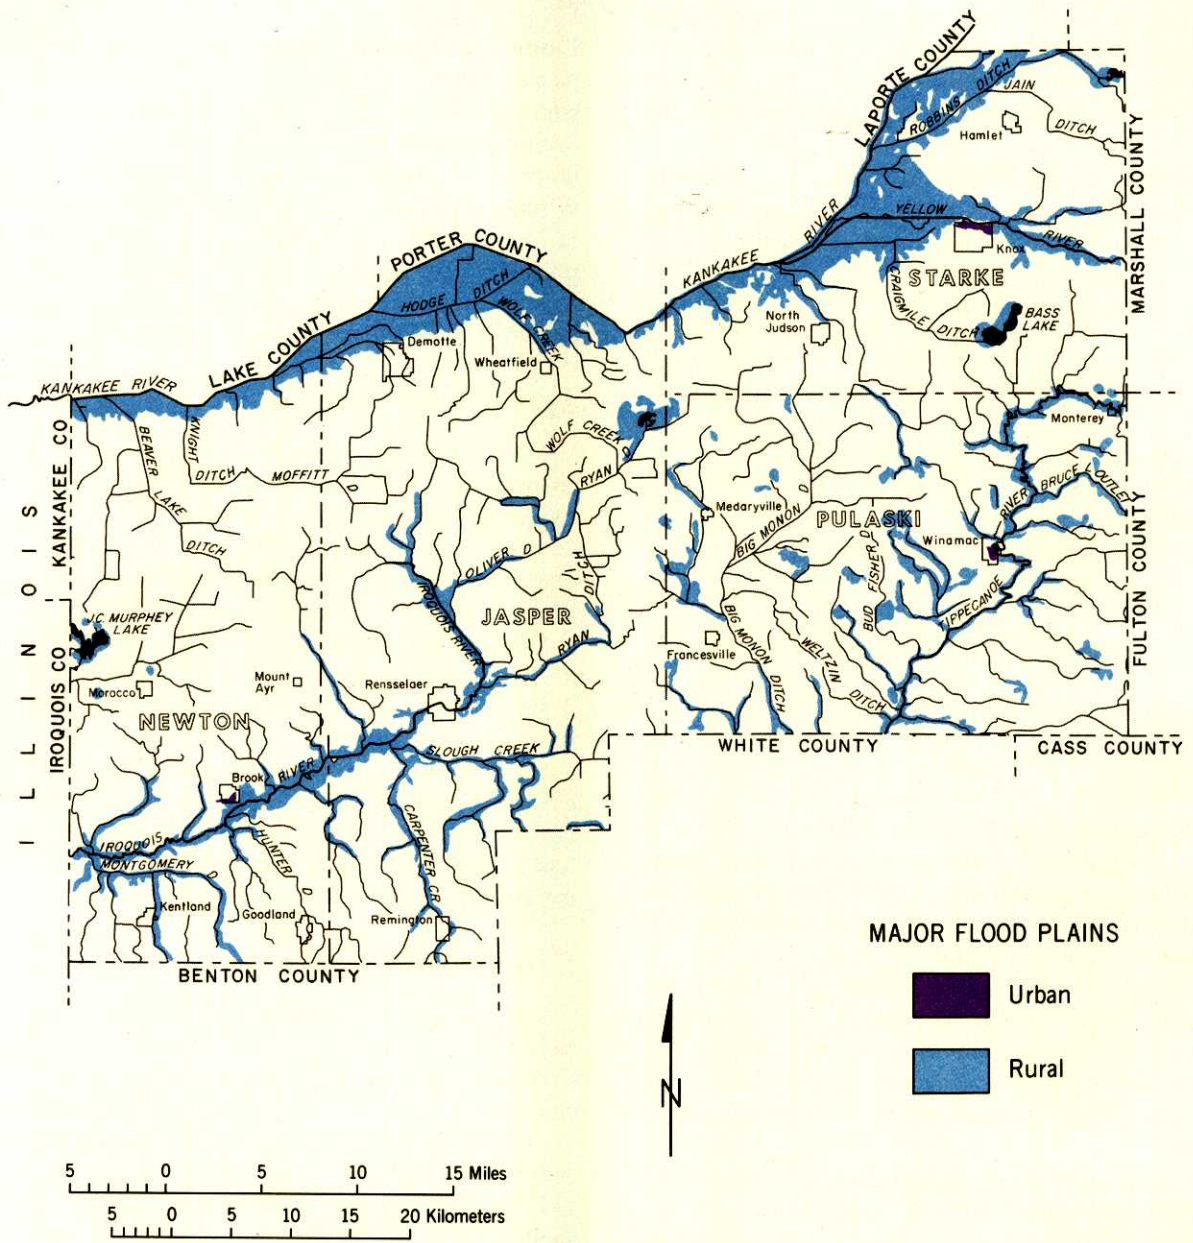 LAPORTE COUNTY
ROBBINS DITCH
JAIN
DITCH
Hamlet
MARSHALL COUNTY
YELLOW
RIVER
Knox
STARKE
KANKAKEE RIVER
CRAIGMILE
DITCH
BASS
LAKE
North
Judson
PORTER COUNTY
HODGE DITCH
WOLF CREEK
LAKE COUNTY
Demotte
Wheatfield
KANKAKEE RIVER
KANKAKEE CO
BEAVER
LAKE
DITCH
KNIGHT
DITCH
MOFFITT
D
WOLF CREEK
RYAN
D
Monterey
BRUCE L OUTLET
RIVER
Medaryville
BIG MONON D
PULASKI
Winamac
BUD FISHER D
TIPPECANOE
FULTON COUNTY
ILLINOIS
OLIVER D
IROQUOIS RIVER
JASPER
DITCH
RYAN
J.C. MURPHEY
LAKE
IROQUOIS CO
Morocco
Mount
Ayr
Rensselaer
Francesville
BIG MONON
DITCH
WELTZIN
DITCH
NEWTON
WHITE COUNTY
CASS COUNTY
SLOUGH CREEK
Brook
RIVER
IROQUOIS
MONTGOMERY
D
HUNTER
D
CARPENTER CR
Kentland
Goodland
Remington
BENTON COUNTY
MAJOR FLOOD PLAINS
Urban
Rural
N
5 0 5 10 15 Miles
5 0 5 10 15 20 Kilometers